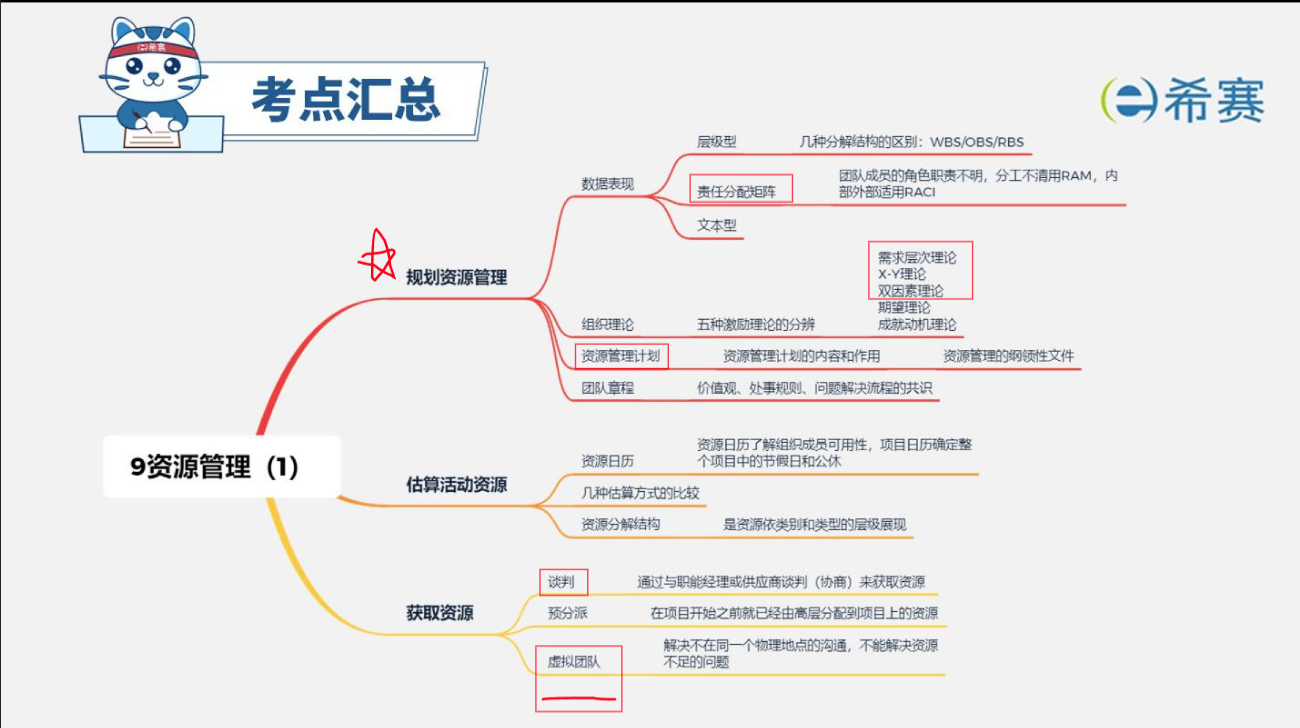 希赛
考点汇总
希赛
9资源管理（1）
规划资源管理
数据表现
层级型
几种分解结构的区别：WBS/OBS/RBS
责任分配矩阵
团队成员的角色职责不明，分工不清用RAM，内
部外部适用RACI
文本型
组织理论
五种激励理论的分辨
需求层次理论
X-Y理论
双因素理论
期望理论
成就动机理论
资源管理计划
资源管理计划的内容和作用
资源管理的纲领性文件
团队章程
价值观、处事规则、问题解决流程的共识
估算活动资源
资源日历
资源日历了解组织成员可用性，项目日历确定整
个项目中的节假日和公休
几种估算方式的比较
资源分解结构
是资源依类别和类型的层级展现
获取资源
谈判
通过与职能经理或供应商谈判（协商）来获取资源
预分派
在项目开始之前就已经由高层分配到项目上的资源
虚拟团队
解决不在同一个物理地点的沟通，不能解决资源
不足的问题